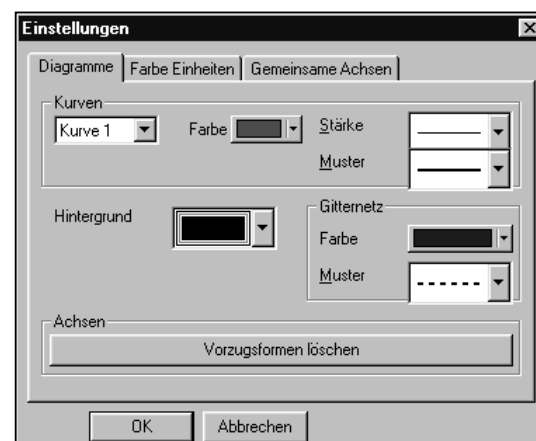 Einstellungen
Diagramme Farbe Einheiten Gemeinsame Achsen
Kurven
Kurve 1 Farbe Stärke
Muster
Hintergrund
Gitternetz
Farbe
Muster
Achsen
Vorzugsformen löschen
OK Abbrechen